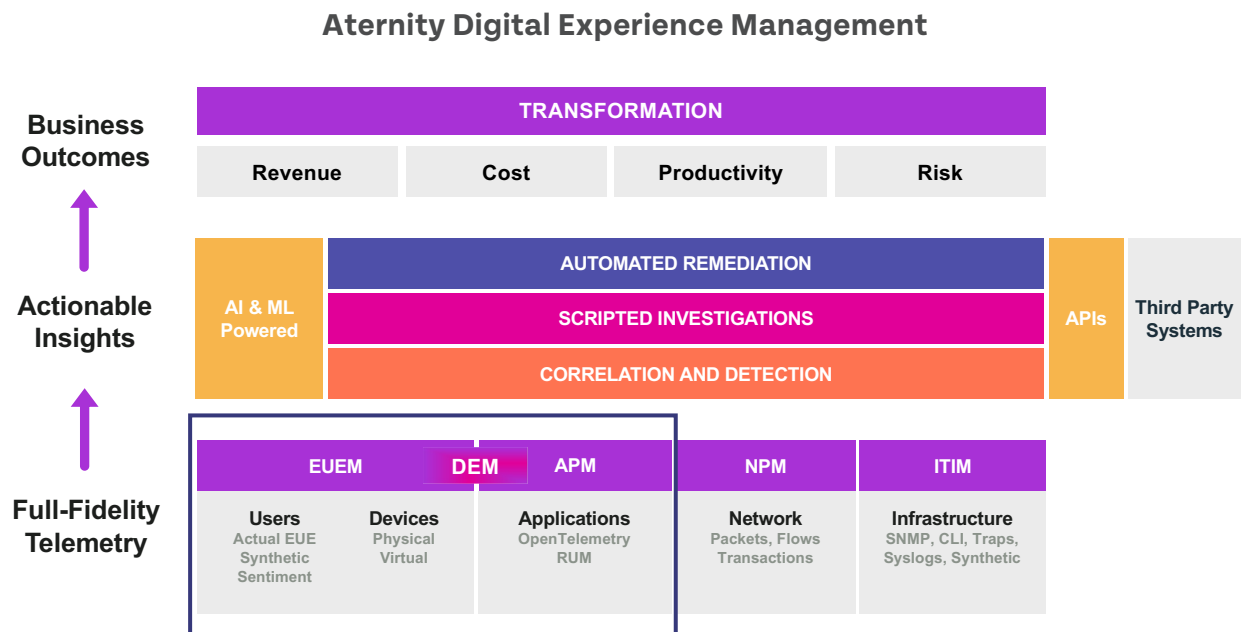 Aternity Digital Experience Management
Business
Outcomes
TRANSFORMATION
Revenue
Cost
Productivity
Risk
Actionable
Insights
AI & ML
Powered
AUTOMATED REMEDIATION
SCRIPTED INVESTIGATIONS
CORRELATION AND DETECTION
APIs
Third Party
Systems
Full-Fidelity
Telemetry
EUEM
DEM
APM
NPM
ITIM
Users
Actual EUE
Synthetic
Sentiment
Devices
Physical
Virtual
Applications
OpenTelemetry
RUM
Network
Packets, Flows
Transactions
Infrastructure
SNMP, CLI, Traps,
Syslogs, Synthetic